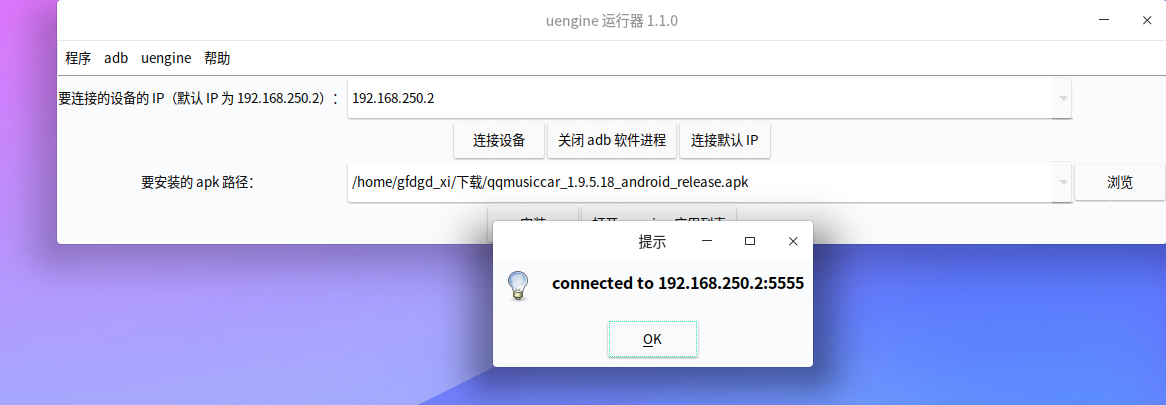 uengine 运行器 1.1.0
程序 adb uengine 帮助
要连接的设备的 IP（默认 IP 为 192.168.250.2）： 192.168.250.2
连接设备 关闭 adb 软件进程 连接默认 IP
要安装的 apk 路径： /home/gfdgd_xi/下载/qqmusiccar_1.9.5.18_android_release.apk 浏览
提示
connected to 192.168.250.2:5555
OK